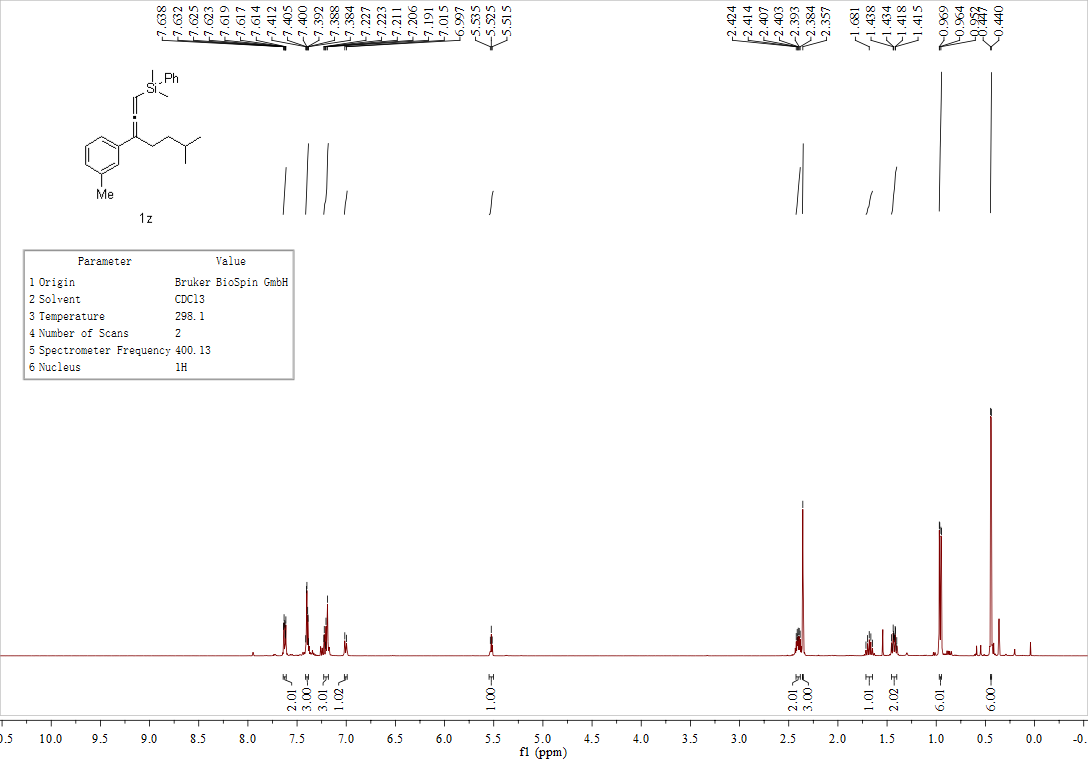 7.638 7.632 7.625 7.623 7.619 7.617 7.614 7.412 7.405 7.400 7.392 7.388 7.384 7.227 7.223 7.211 7.206 7.191 7.015 6.997 5.535 5.525 5.515 2.424 2.414 2.407 2.403 2.393 2.384 2.357 1.681 1.438 1.434 1.418 1.415 0.969 0.964 0.952 0.447 0.440
Ph
Si
Me
1z
Parameter Value
1 Origin Bruker BioSpin GmbH
2 Solvent CDCl3
3 Temperature 298.1
4 Number of Scans 2
5 Spectrometer Frequency 400.13
6 Nucleus 1H
2.01 3.00 3.01 1.02 1.00 2.01 3.00 1.01 2.02 6.01 6.00
0.5 10.0 9.5 9.0 8.5 8.0 7.5 7.0 6.5 6.0 5.5 5.0 4.5 4.0 3.5 3.0 2.5 2.0 1.5 1.0 0.5 0.0 -0.
f1 (ppm)